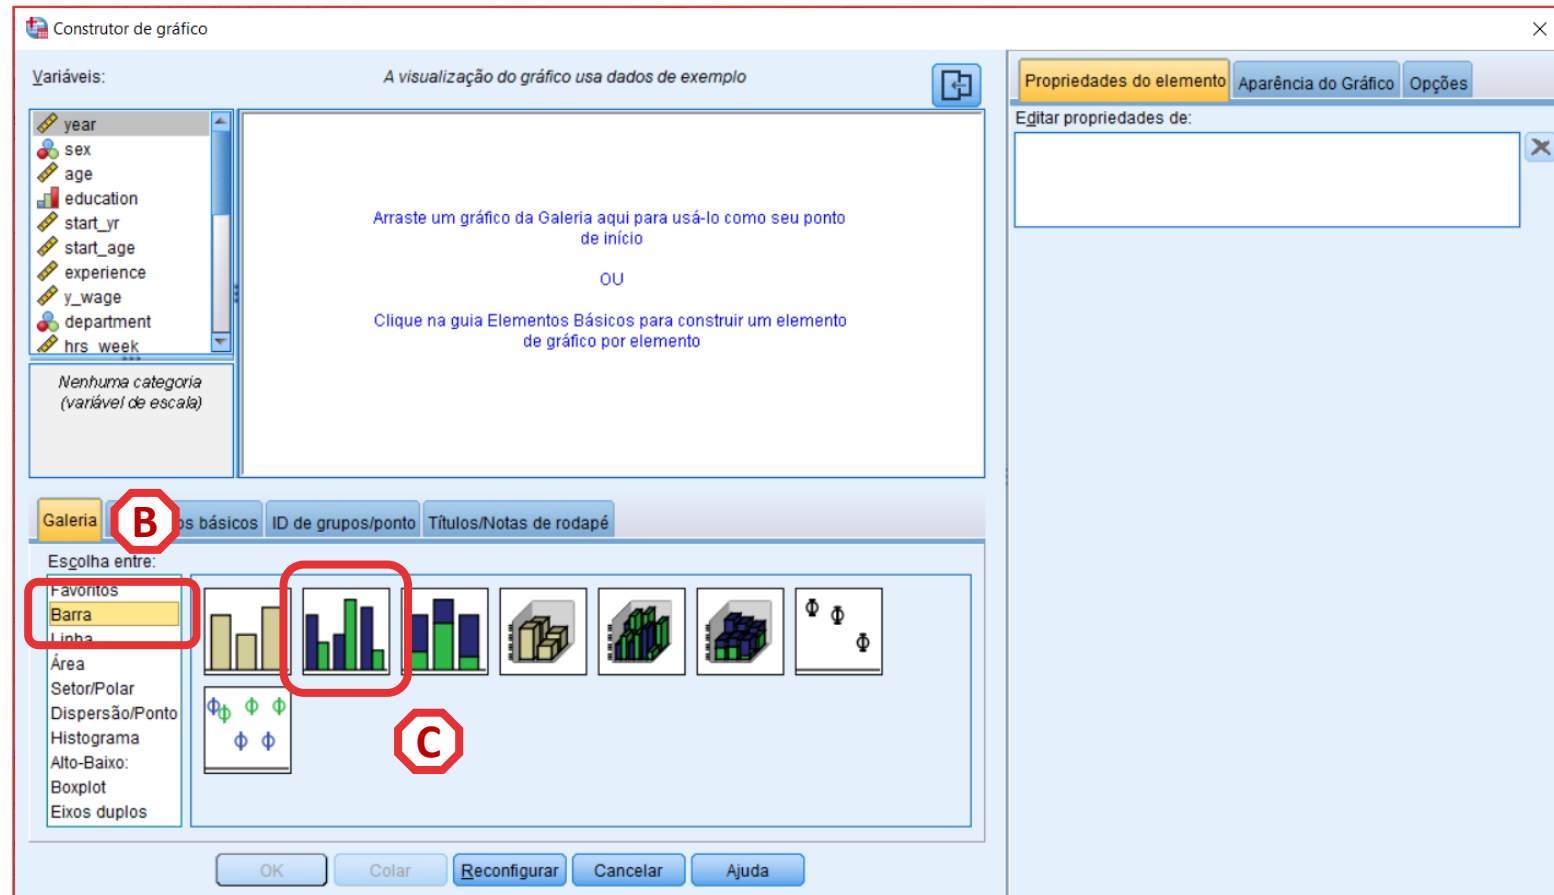 Construtor de gráfico
Variáveis:
A visualização do gráfico usa dados de exemplo
year
sex
age
education
start_yr
start_age
experience
y_wage
department
hrs_week
Nenhuma categoria
(variável de escala)
Arraste um gráfico da Galeria aqui para usá-lo como seu ponto
de início
OU
Clique na guia Elementos Básicos para construir um elemento
de gráfico por elemento
Propriedades do elemento
Aparência do Gráfico
Opções
Editar propriedades de:
Galeria
B
os básicos
ID de grupos/ponto
Títulos/Notas de rodapé
Escolha entre:
Favoritos
Barra
Linha
Área
Setor/Polar
Dispersão/Ponto
Histograma
Alto-Baixo:
Boxplot
Eixos duplos
C
OK
Colar
Reconfigurar
Cancelar
Ajuda